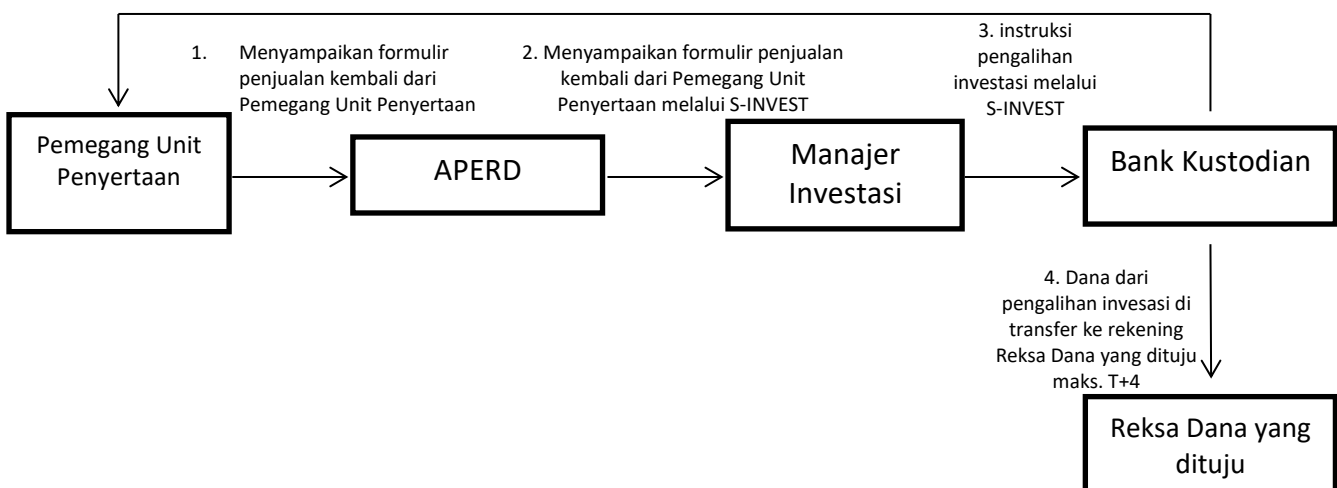 1. Menyampaikan formulir
penjualan kembali dari
Pemegang Unit Penyertaan
2. Menyampaikan formulir penjualan
kembali dari Pemegang Unit
Penyertaan melalui S-INVEST
3. instruksi
pengalihan
investasi melalui
S-INVEST
Pemegang Unit
Penyertaan
APERD
Manajer
Investasi
Bank Kustodian
4. Dana dari
pengalihan invesasi di
transfer ke rekening
Reksa Dana yang dituju
maks. T+4
Reksa Dana yang
dituju